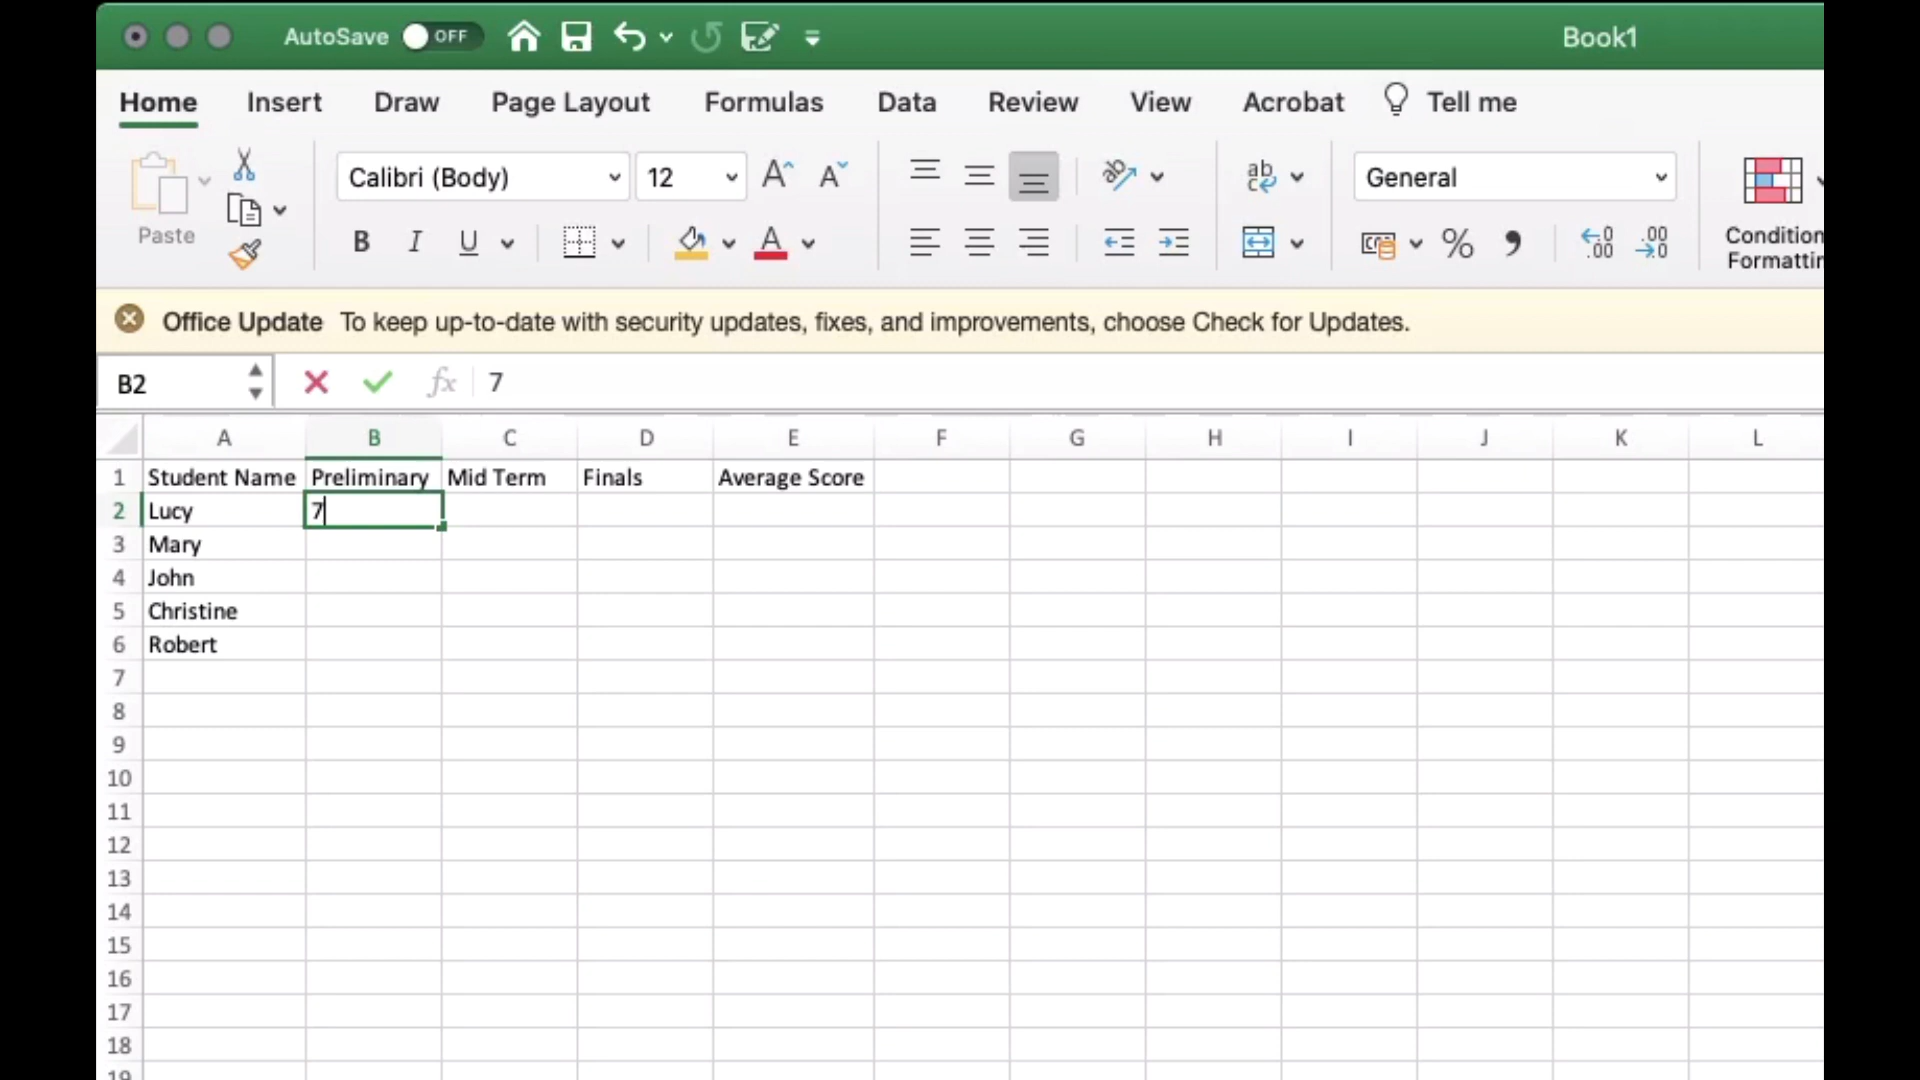 AutoSave OFF Book1
Home Insert Draw Page Layout Formulas Data Review View Acrobat Tell me
Paste Calibri (Body) 12 General
Condition
Formattin
Office Update To keep up-to-date with security updates, fixes, and improvements, choose Check for Updates.
B2 fx 7
A B C D E F G H I J K L
1 Student Name Preliminary Mid Term Finals Average Score
2 Lucy 7
3 Mary
4 John
5 Christine
6 Robert
7
8
9
10
11
12
13
14
15
16
17
18
19